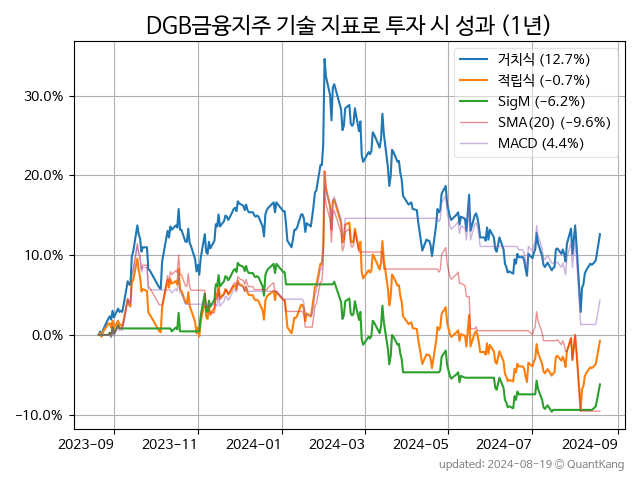 DGB금융지주 기술 지표로 투자 시 성과 (1년)
거치식 (12.7%)
적립식 (−0.7%)
SigM (−6.2%)
SMA(20) (−9.6%)
MACD (4.4%)
30.0%
20.0%
10.0%
0.0%
−10.0%
2023-09 2023-11 2024-01 2024-03 2024-05 2024-07 2024-09
updated: 2024-08-19 © QuantKang